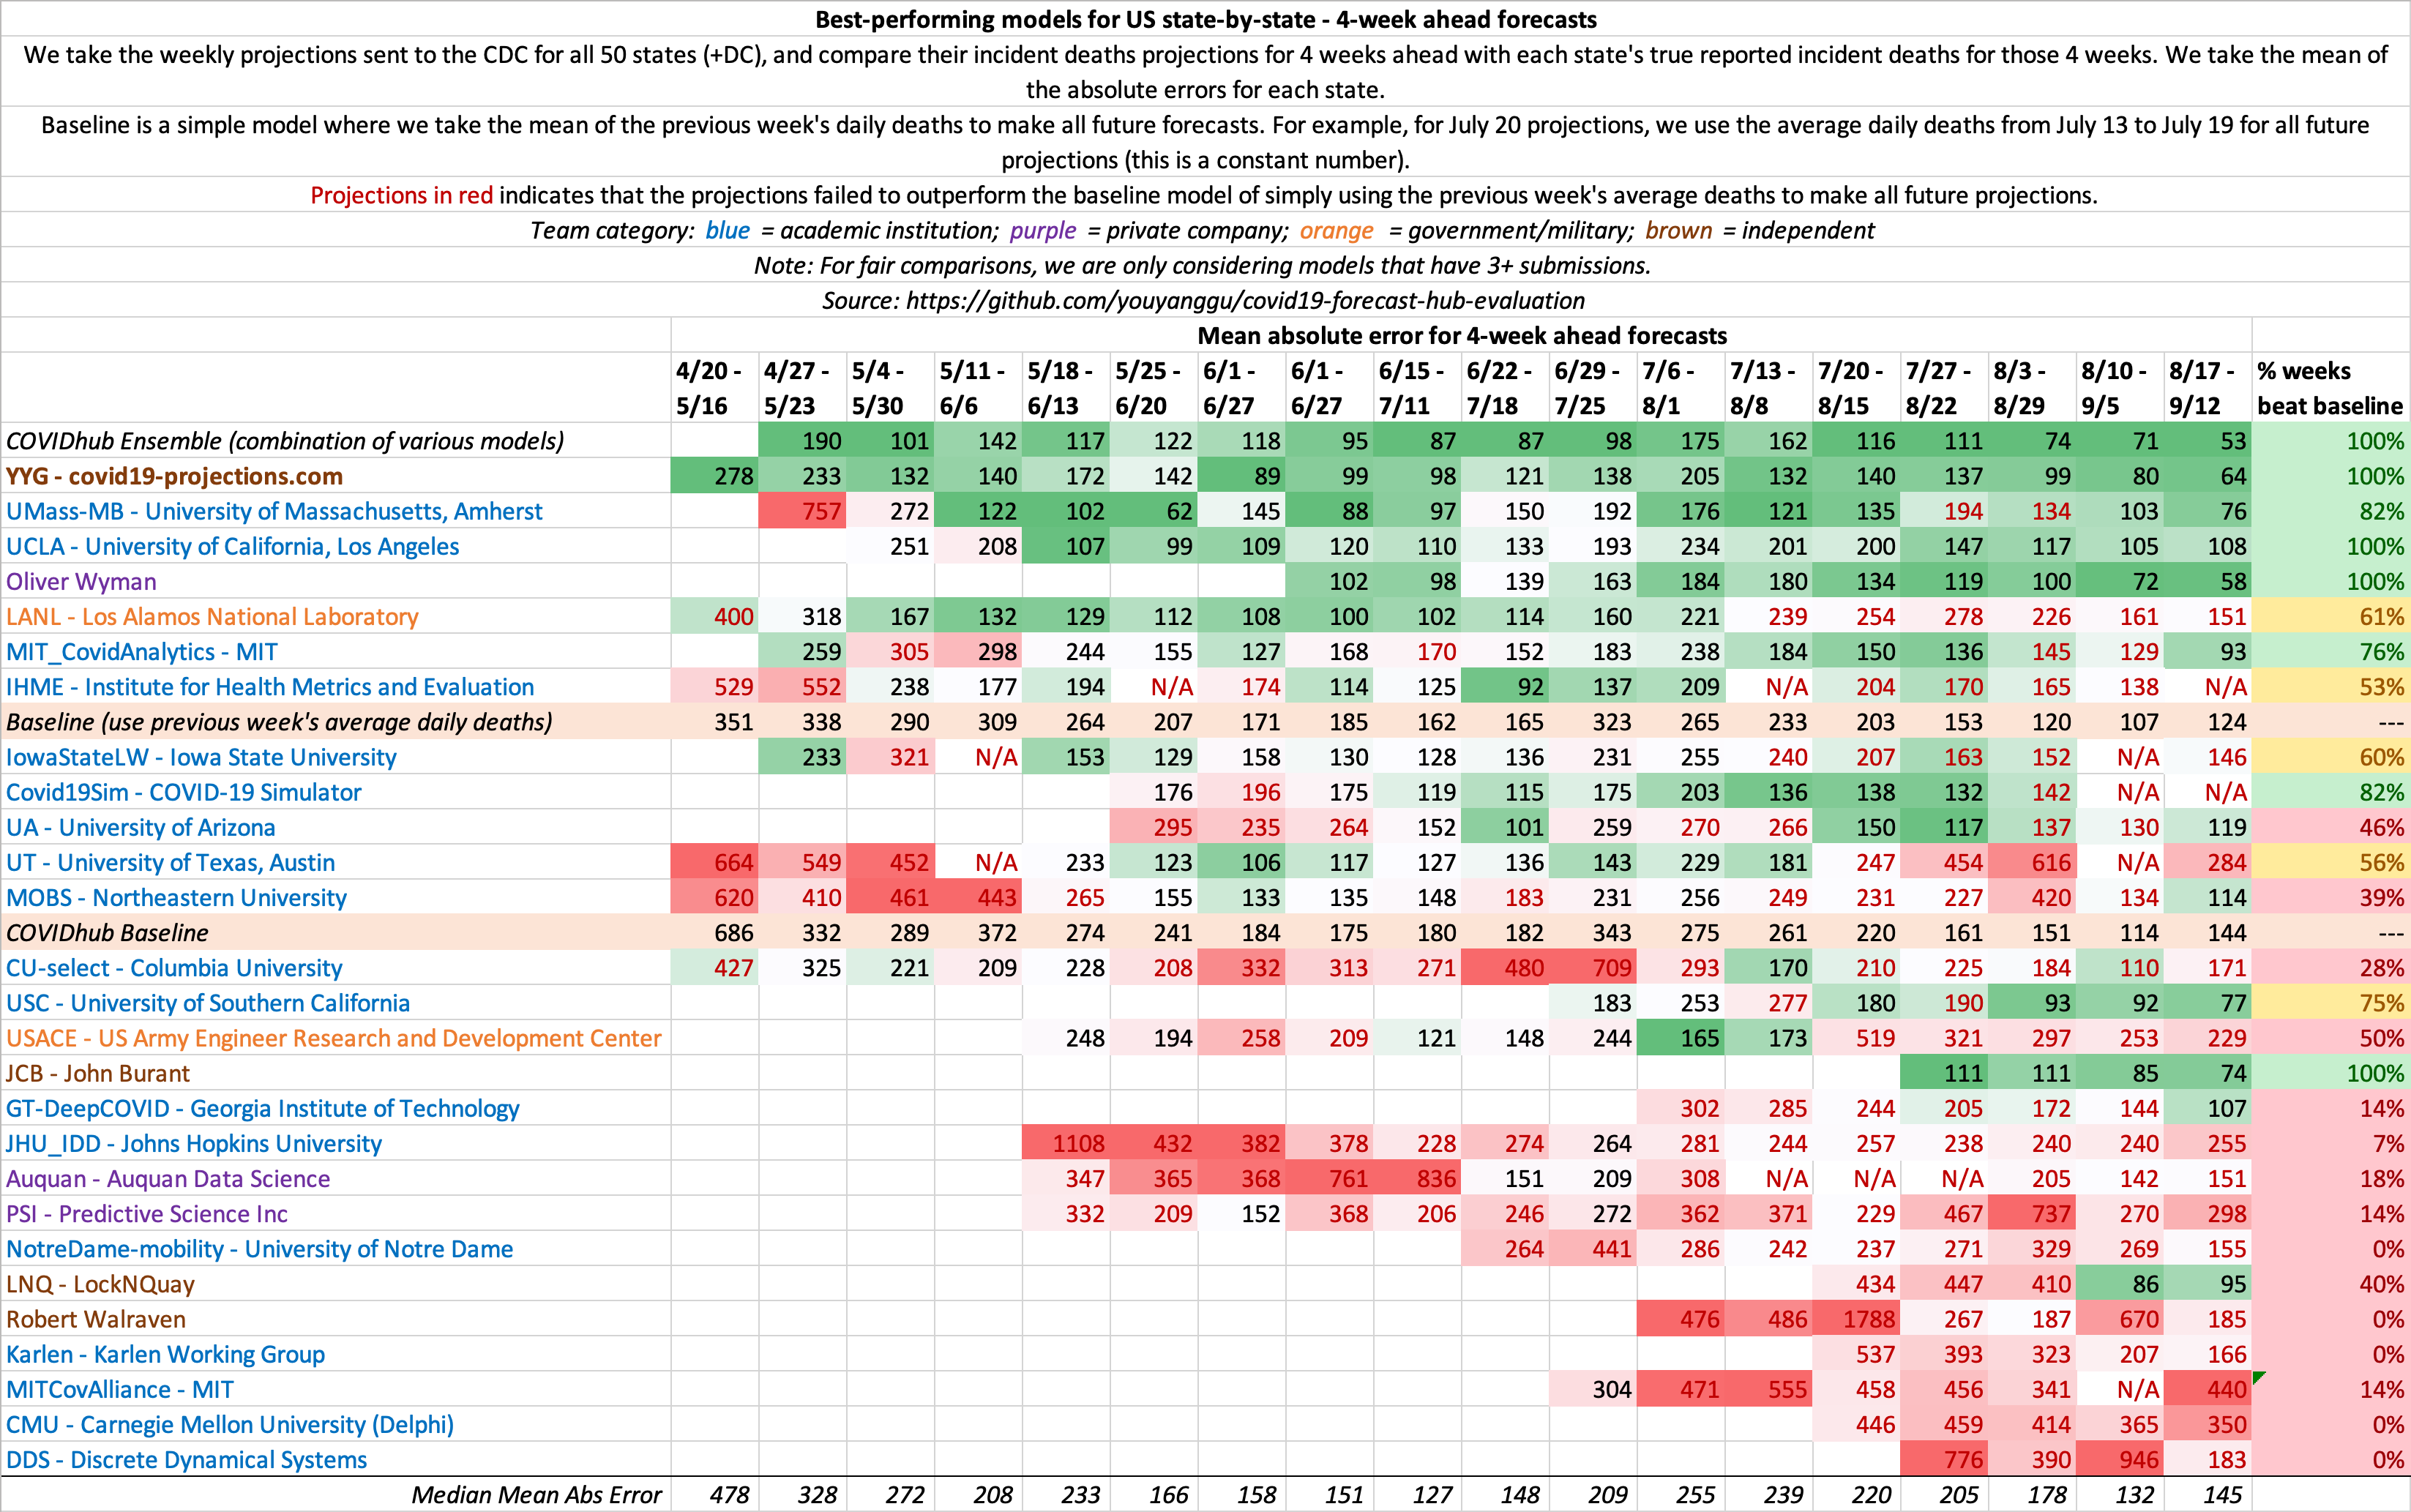 Best-performing models for US state-by-state - 4-week ahead forecasts
We take the weekly projections sent to the CDC for all 50 states (+DC), and compare their incident deaths projections for 4 weeks ahead with each state's true reported incident deaths for those 4 weeks. We take the mean of
the absolute errors for each state.
Baseline is a simple model where we take the mean of the previous week's daily deaths to make all future forecasts. For example, for July 20 projections, we use the average daily deaths from July 13 to July 19 for all future
projections (this is a constant number).
Projections in red indicates that the projections failed to outperform the baseline model of simply using the previous week's average deaths to make all future projections.
Team category: blue = academic institution; purple = private company; orange = government/military; brown = independent
Note: For fair comparisons, we are only considering models that have 3+ submissions.
Source: https://github.com/youyanggu/covid19-forecast-hub-evaluation
Mean absolute error for 4-week ahead forecasts
4/20 - 4/27 - 5/4 - 5/11 - 5/18 - 5/25 - 6/1 - 6/1 - 6/15 - 6/22 - 6/29 - 7/6 - 7/13 - 7/20 - 7/27 - 8/3 - 8/10 - 8/17 - % weeks
5/16 5/23 5/30 6/6 6/13 6/20 6/27 6/27 7/11 7/18 7/25 8/1 8/8 8/15 8/22 8/29 9/5 9/12 beat baseline
COVIDhub Ensemble (combination of various models) 190 101 142 117 122 118 95 87 87 98 175 162 116 111 74 71 53 100%
YYG - covid19-projections.com 278 233 132 140 172 142 89 99 98 121 138 205 132 140 137 99 80 64 100%
UMass-MB - University of Massachusetts, Amherst 757 272 122 102 62 145 88 97 150 192 176 121 135 194 134 103 76 82%
UCLA - University of California, Los Angeles 251 208 107 99 109 120 110 133 193 234 201 200 147 117 105 108 100%
Oliver Wyman 102 98 139 163 184 180 134 119 100 72 58 100%
LANL - Los Alamos National Laboratory 400 318 167 132 129 112 108 100 102 114 160 221 239 254 278 226 161 151 61%
MIT_CovidAnalytics - MIT 259 305 298 244 155 127 168 170 152 183 238 184 150 136 145 129 93 76%
IHME - Institute for Health Metrics and Evaluation 529 552 238 177 194 N/A 174 114 125 92 137 209 N/A 204 170 165 138 N/A 53%
Baseline (use previous week's average daily deaths) 351 338 290 309 264 207 171 185 162 165 323 265 233 203 153 120 107 124 ---
IowaStateLW - Iowa State University 233 321 N/A 153 129 158 130 128 136 231 255 240 207 163 152 N/A 146 60%
Covid19Sim - COVID-19 Simulator 176 196 175 119 115 175 203 136 138 132 142 N/A N/A 82%
UA - University of Arizona 295 235 264 152 101 259 270 266 150 117 137 130 119 46%
UT - University of Texas, Austin 664 549 452 N/A 233 123 106 117 127 136 143 229 181 247 454 616 N/A 284 56%
MOBS - Northeastern University 620 410 461 443 265 155 133 135 148 183 231 256 249 231 227 420 134 114 39%
COVIDhub Baseline 686 332 289 372 274 241 184 175 180 182 343 275 261 220 161 151 114 144 ---
CU-select - Columbia University 427 325 221 209 228 208 332 313 271 480 709 293 170 210 225 184 110 171 28%
USC - University of Southern California 183 253 277 180 190 93 92 77 75%
USACE - US Army Engineer Research and Development Center 248 194 258 209 121 148 244 165 173 519 321 297 253 229 50%
JCB - John Burant 111 111 85 74 100%
GT-DeepCOVID - Georgia Institute of Technology 302 285 244 205 172 144 107 14%
JHU_IDD - Johns Hopkins University 1108 432 382 378 228 274 264 281 244 257 238 240 240 255 7%
Auquan - Auquan Data Science 347 365 368 761 836 151 209 308 N/A N/A N/A 205 142 151 18%
PSI - Predictive Science Inc 332 209 152 368 206 246 272 362 371 229 467 737 270 298 14%
NotreDame-mobility - University of Notre Dame 264 441 286 242 237 271 329 269 155 0%
LNQ - LockNQuay 434 447 410 86 95 40%
Robert Walraven 476 486 1788 267 187 670 185 0%
Karlen - Karlen Working Group 537 393 323 207 166 0%
MITCovAlliance - MIT 304 471 555 458 456 341 N/A 440 14%
CMU - Carnegie Mellon University (Delphi) 446 459 414 365 350 0%
DDS - Discrete Dynamical Systems 776 390 946 183 0%
Median Mean Abs Error 478 328 272 208 233 166 158 151 127 148 209 255 239 220 205 178 132 145